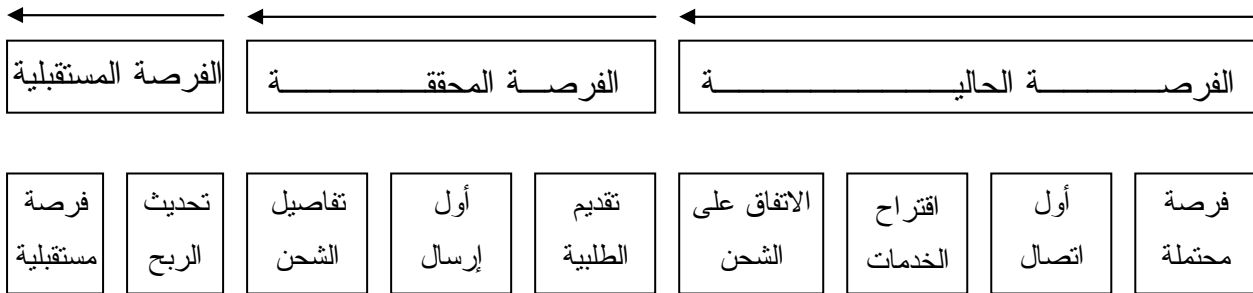 الفرصة الحالية
الفرصة المحققة
الفرصة المستقبلية
فرصة
محتملة
أول
اتصال
اقتراح
الخدمات
الاتفاق على
الشحن
تقديم
الطلبية
أول
إرسال
تفاصيل
الشحن
تحديث
الربح
فرصة
مستقبلية